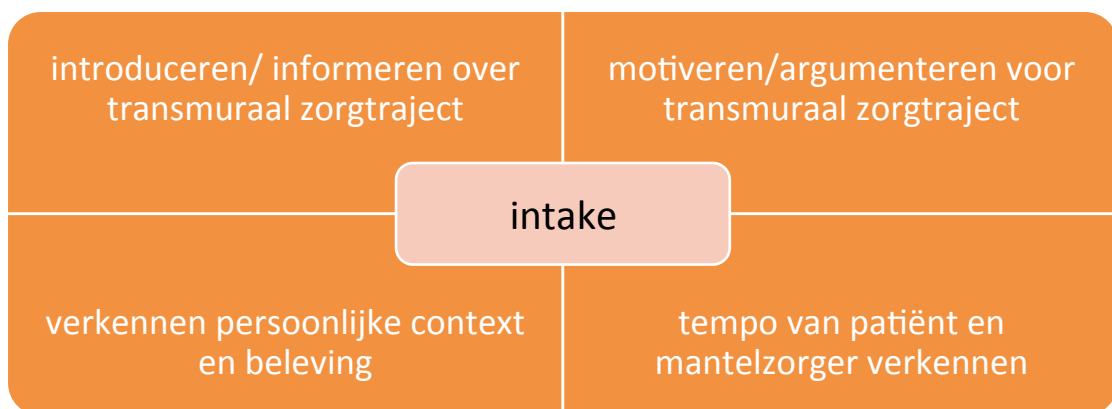 introduceren/ informeren over
transmuraal zorgtraject
motiveren/argumenteren voor
transmuraal zorgtraject
intake
verkennen persoonlijke context
en beleving
tempo van patiënt en
mantelzorger verkennen